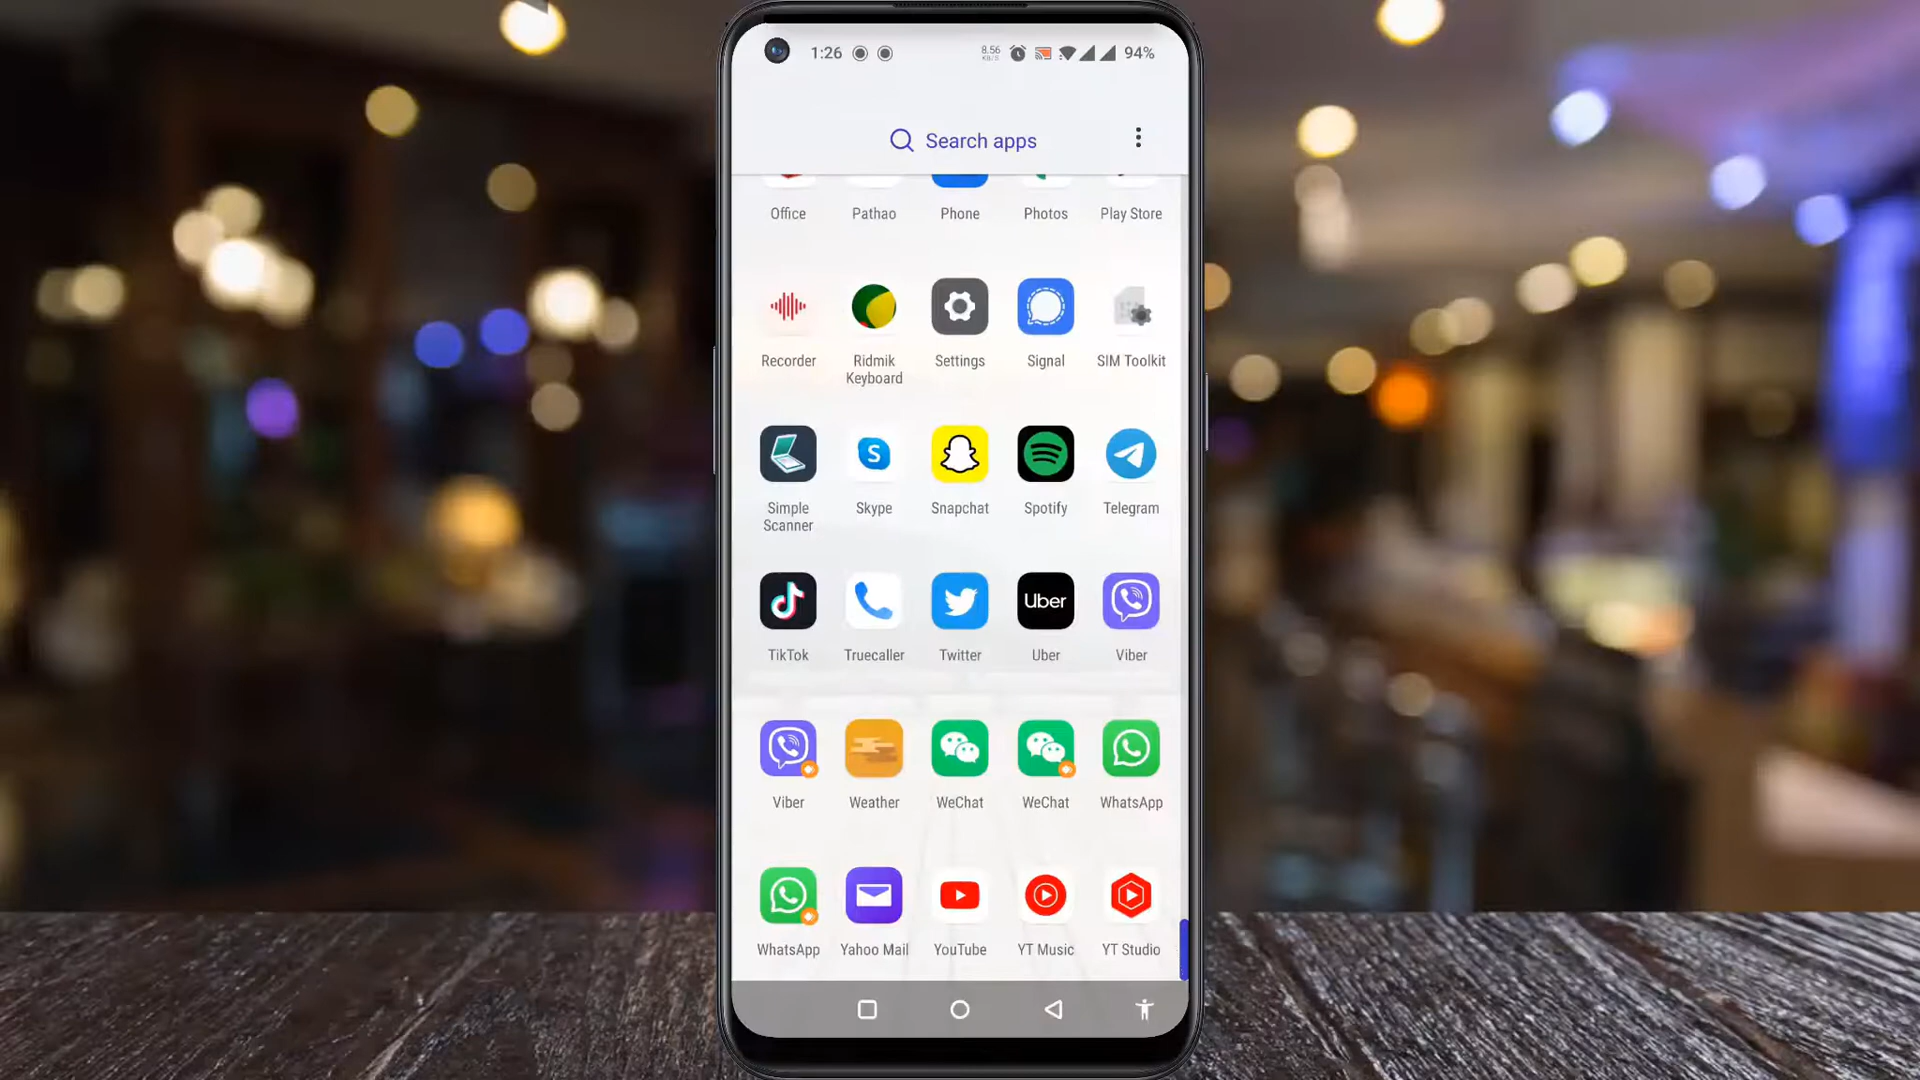 1:26 8.56 KB/S 94%
Search apps
Office Pathao Phone Photos Play Store
Recorder Ridmik Keyboard Settings Signal SIM Toolkit
Simple Scanner Skype Snapchat Spotify Telegram
Uber
TikTok Truecaller Twitter Uber Viber
Viber Weather WeChat WeChat WhatsApp
WhatsApp Yahoo Mail YouTube YT Music YT Studio